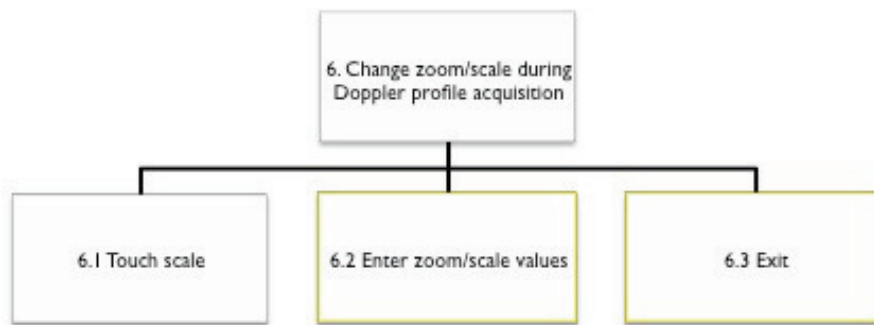 6. Change zoom/scale during
Doppler profile acquisition
6.1 Touch scale
6.2 Enter zoom/scale values
6.3 Exit